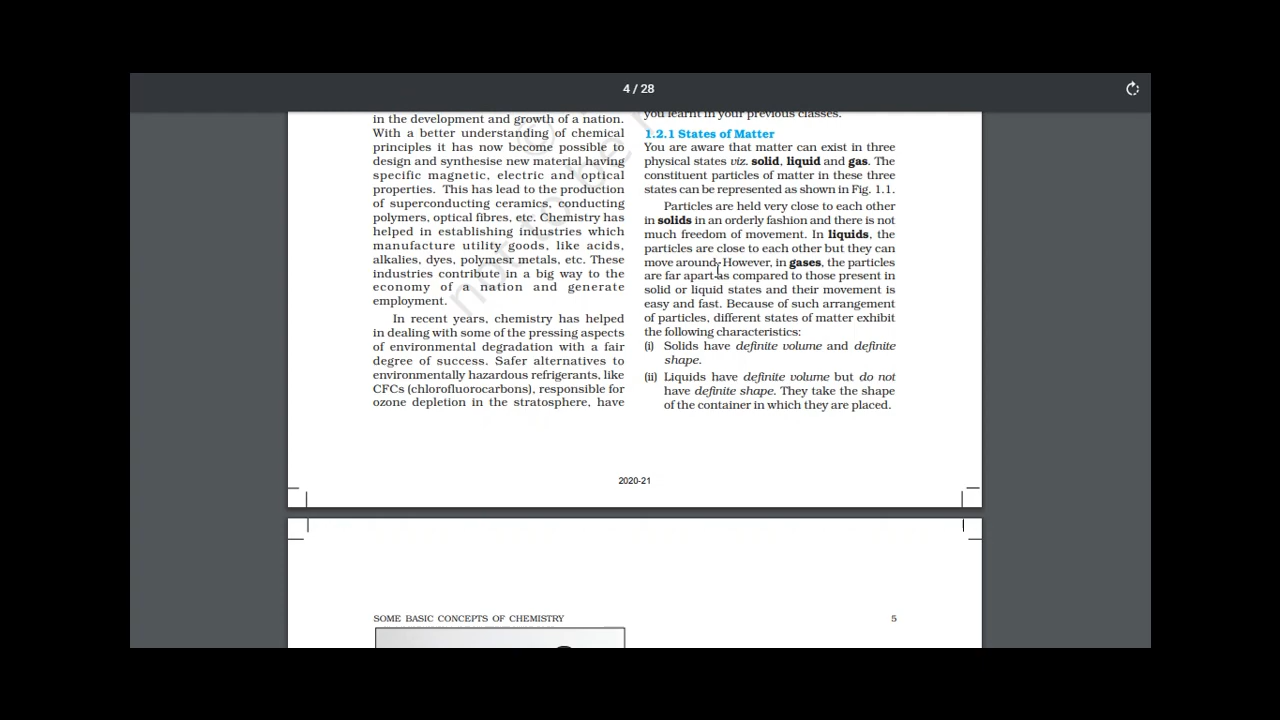 4 / 28
in the development and growth of a nation.
With a better understanding of chemical
principles it has now become possible to
design and synthesise new material having
specific magnetic, electric and optical
properties. This has lead to the production
of superconducting ceramics, conducting
polymers, optical fibres, etc. Chemistry has
helped in establishing industries which
manufacture utility goods, like acids,
alkalies, dyes, polymers metals, etc. These
industries contribute in a big way to the
economy of a nation and generate
employment.
In recent years, chemistry has helped
in dealing with some of the pressing aspects
of environmental degradation with a fair
degree of success. Safer alternatives to
environmentally hazardous refrigerants, like
CFCs (chlorofluorocarbons), responsible for
ozone depletion in the stratosphere, have
you learnt in your previous classes.
1.2.1 States of Matter
You are aware that matter can exist in three
physical states viz. solid, liquid and gas. The
constituent particles of matter in these three
states can be represented as shown in Fig. 1.1.
Particles are held very close to each other
in solids in an orderly fashion and there is not
much freedom of movement. In liquids, the
particles are close to each other but they can
move around. However, in gases, the particles
are far apart as compared to those present in
solid or liquid states and their movement is
easy and fast. Because of such arrangement
of particles, different states of matter exhibit
the following characteristics:
(i) Solids have definite volume and definite
shape.
(ii) Liquids have definite volume but do not
have definite shape. They take the shape
of the container in which they are placed.
2020-21
SOME BASIC CONCEPTS OF CHEMISTRY 5